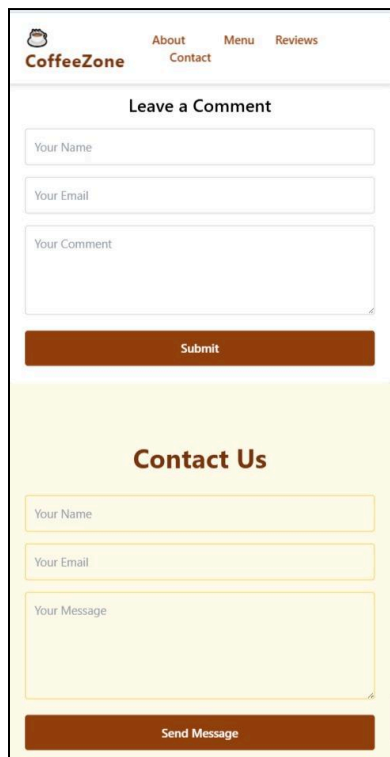 About Menu Reviews
CoffeeZone
Contact
Leave a Comment
Your Name
Your Email
Your Comment
Submit
Contact Us
Your Name
Your Email
Your Message
Send Message